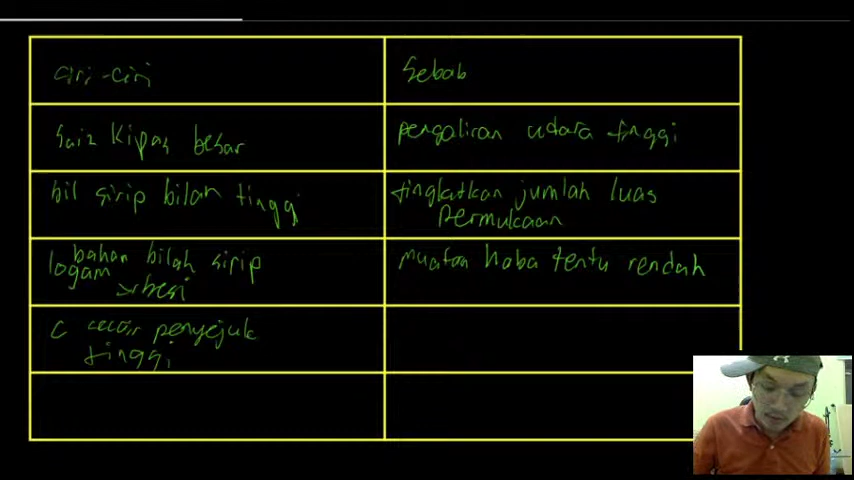 ciri-ciri
Sebab
Saiz Kipas besar
pengaliran udara tinggi
bil sirip bilah tinggi
tingkatkan jumlah luas
permukaan
bahan bilah sirip
logam
besi
muatan haba tentu rendah
C cecair penyejuk
tinggi